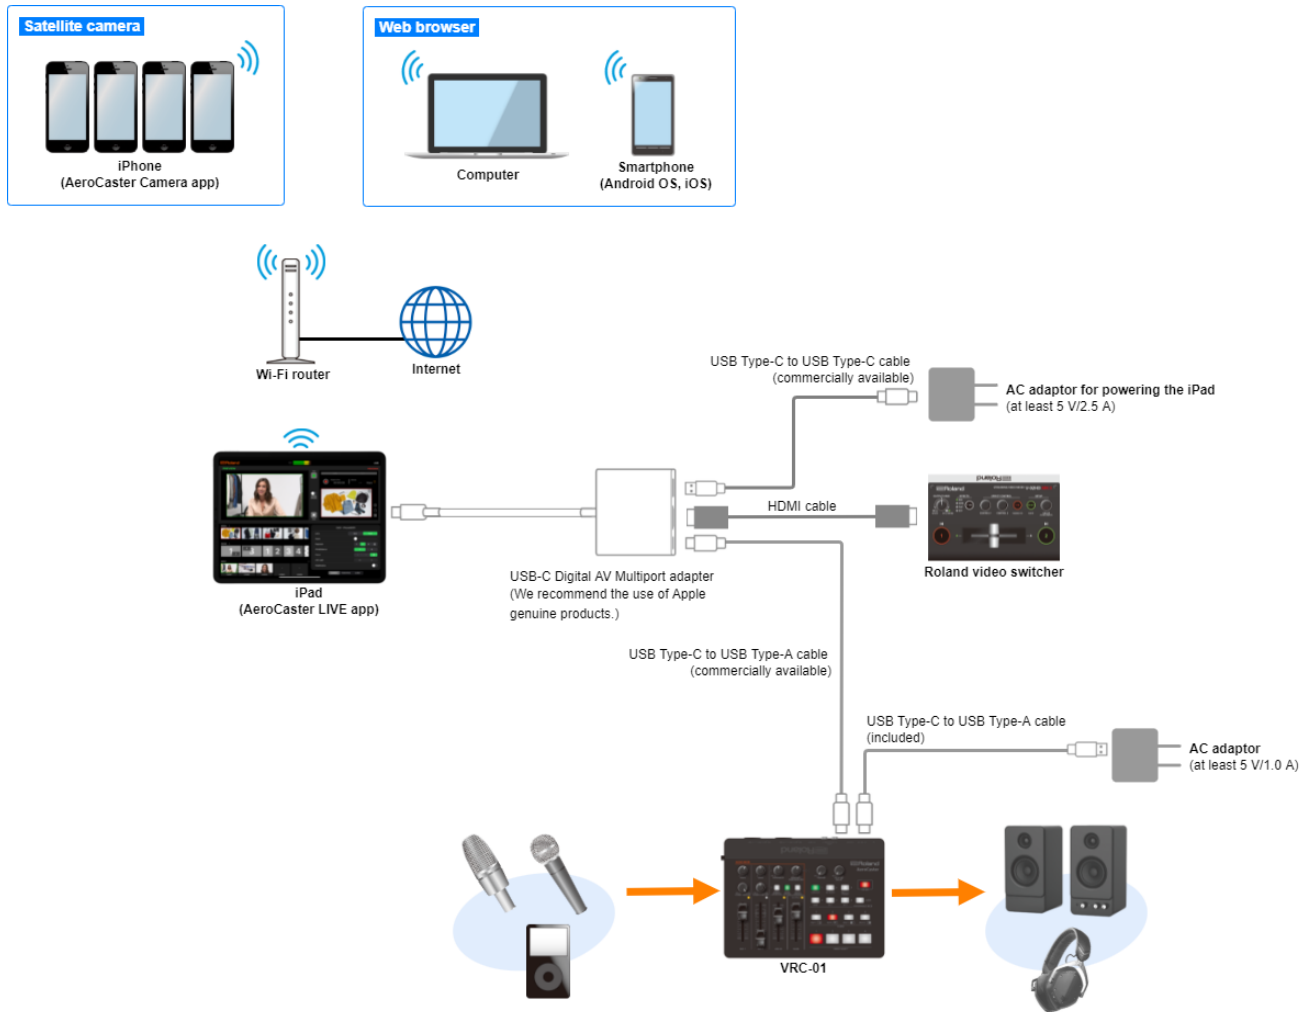 Satellite camera
iPhone
(AeroCaster Camera app)
Web browser
Computer
Smartphone
(Android OS, iOS)
Wi-Fi router
Internet
USB Type-C to USB Type-C cable
(commercially available)
AC adaptor for powering the iPad
(at least 5 V/2.5 A)
HDMI cable
Roland
Roland
Roland video switcher
iPad
(AeroCaster LIVE app)
USB-C Digital AV Multiport adapter
(We recommend the use of Apple
genuine products.)
USB Type-C to USB Type-A cable
(commercially available)
USB Type-C to USB Type-A cable
(included)
AC adaptor
(at least 5 V/1.0 A)
Roland
Roland
VRC-01